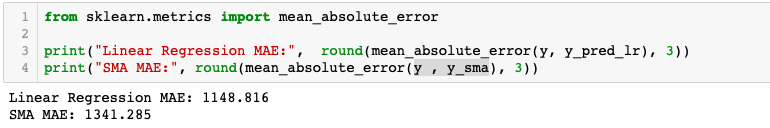 1 from sklearn.metrics import mean_absolute_error
2
3 print("Linear Regression MAE:",  round(mean_absolute_error(y, y_pred_lr), 3))
4 print("SMA MAE:", round(mean_absolute_error(y , y_sma), 3))
Linear Regression MAE: 1148.816
SMA MAE: 1341.285